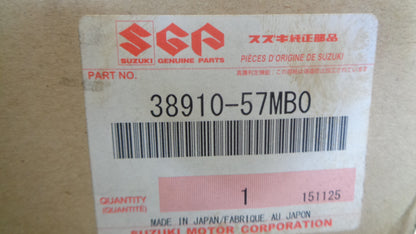 SGP スズキ純正部品
SUZUKI GENUINE PARTS PIÈCES D'ORIGINE DE SUZUKI
PART NO.
38910-57MB0
QUANTITY
(QUANTITÉ)
1
151125
MADE IN JAPAN/FABRIQUÉ AU JAPON
SUZUKI MOTOR CORPORATION